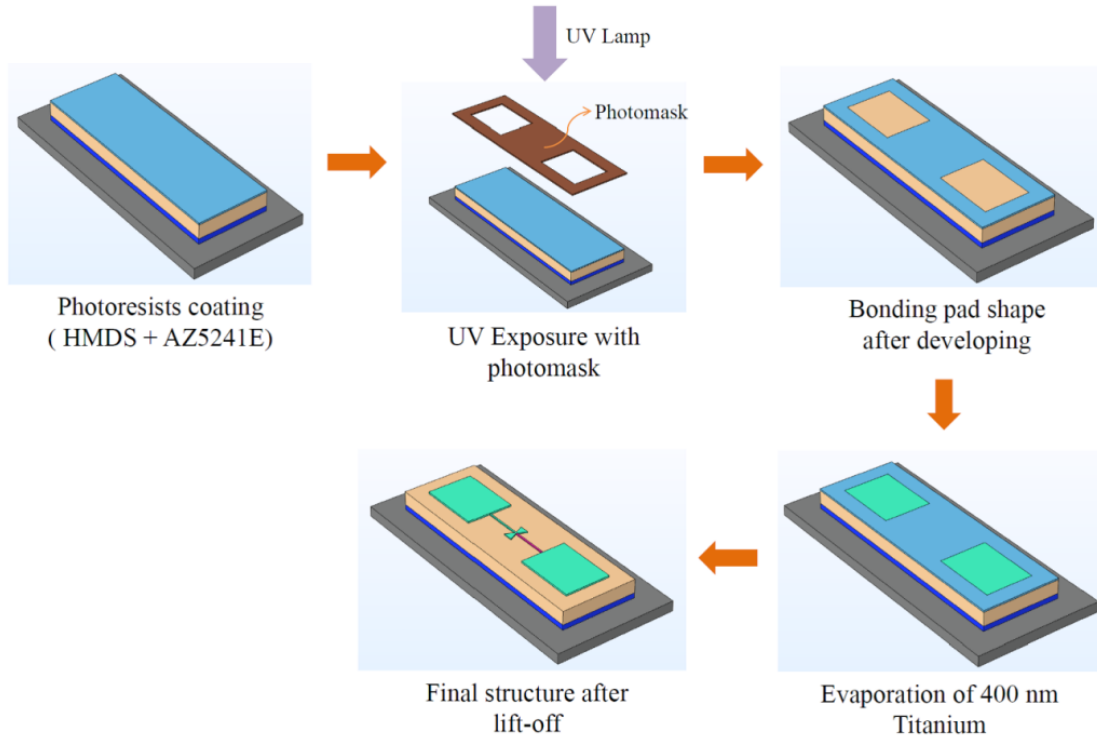 UV Lamp
Photomask
Photoresists coating
( HMDS + AZ5241E)
UV Exposure with
photomask
Bonding pad shape
after developing
Final structure after
lift-off
Evaporation of 400 nm
Titanium